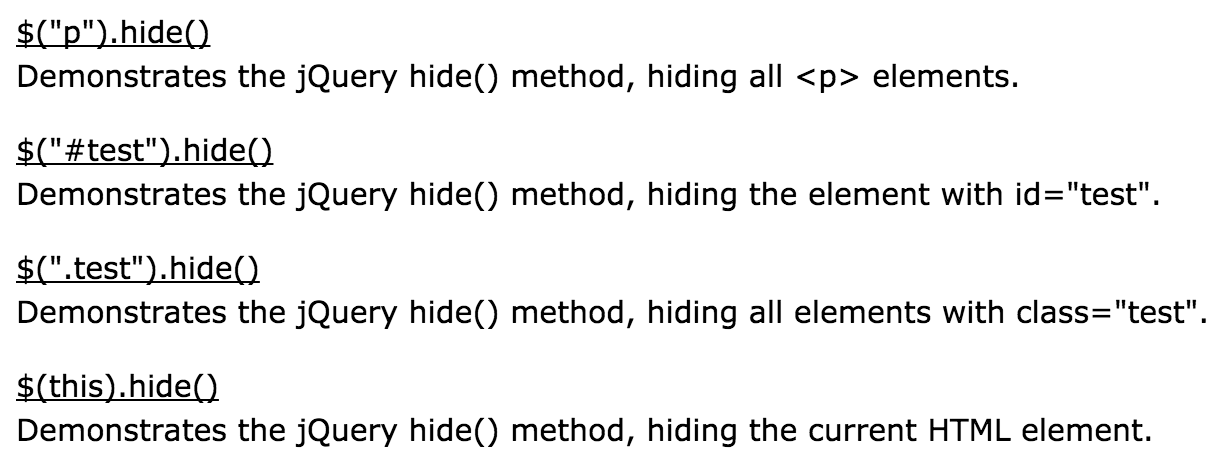 $("p").hide()
Demonstrates the jQuery hide() method, hiding all <p> elements.
$("#test").hide()
Demonstrates the jQuery hide() method, hiding the element with id="test".
$(".test").hide()
Demonstrates the jQuery hide() method, hiding all elements with class="test".
$(this).hide()
Demonstrates the jQuery hide() method, hiding the current HTML element.